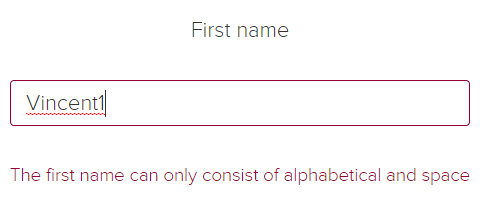 First name
Vincent1
The first name can only consist of alphabetical and space